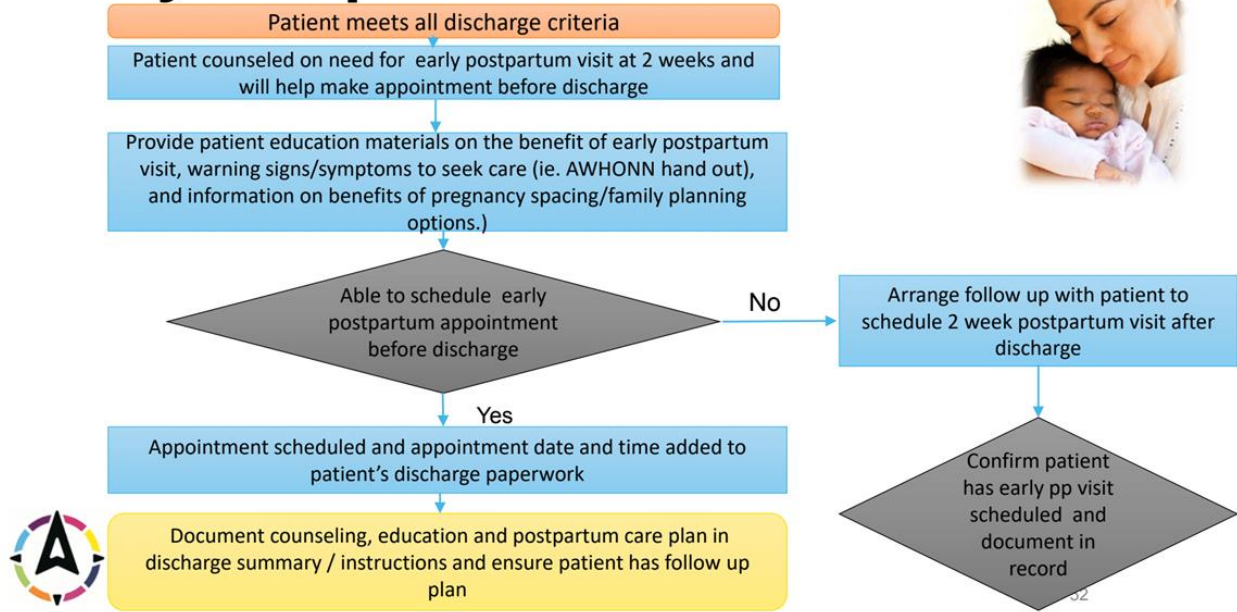 Patient meets all discharge criteria
Patient counseled on need for early postpartum visit at 2 weeks and
will help make appointment before discharge
Provide patient education materials on the benefit of early postpartum
visit, warning signs/symptoms to seek care (ie. AWHONN hand out),
and information on benefits of pregnancy spacing/family planning
options.)
Able to schedule early
postpartum appointment
before discharge
No
Arrange follow up with patient to
schedule 2 week postpartum visit after
discharge
Yes
Appointment scheduled and appointment date and time added to
patient’s discharge paperwork
Confirm patient
has early pp visit
scheduled and
document in
record
Document counseling, education and postpartum care plan in
discharge summary / instructions and ensure patient has follow up
plan